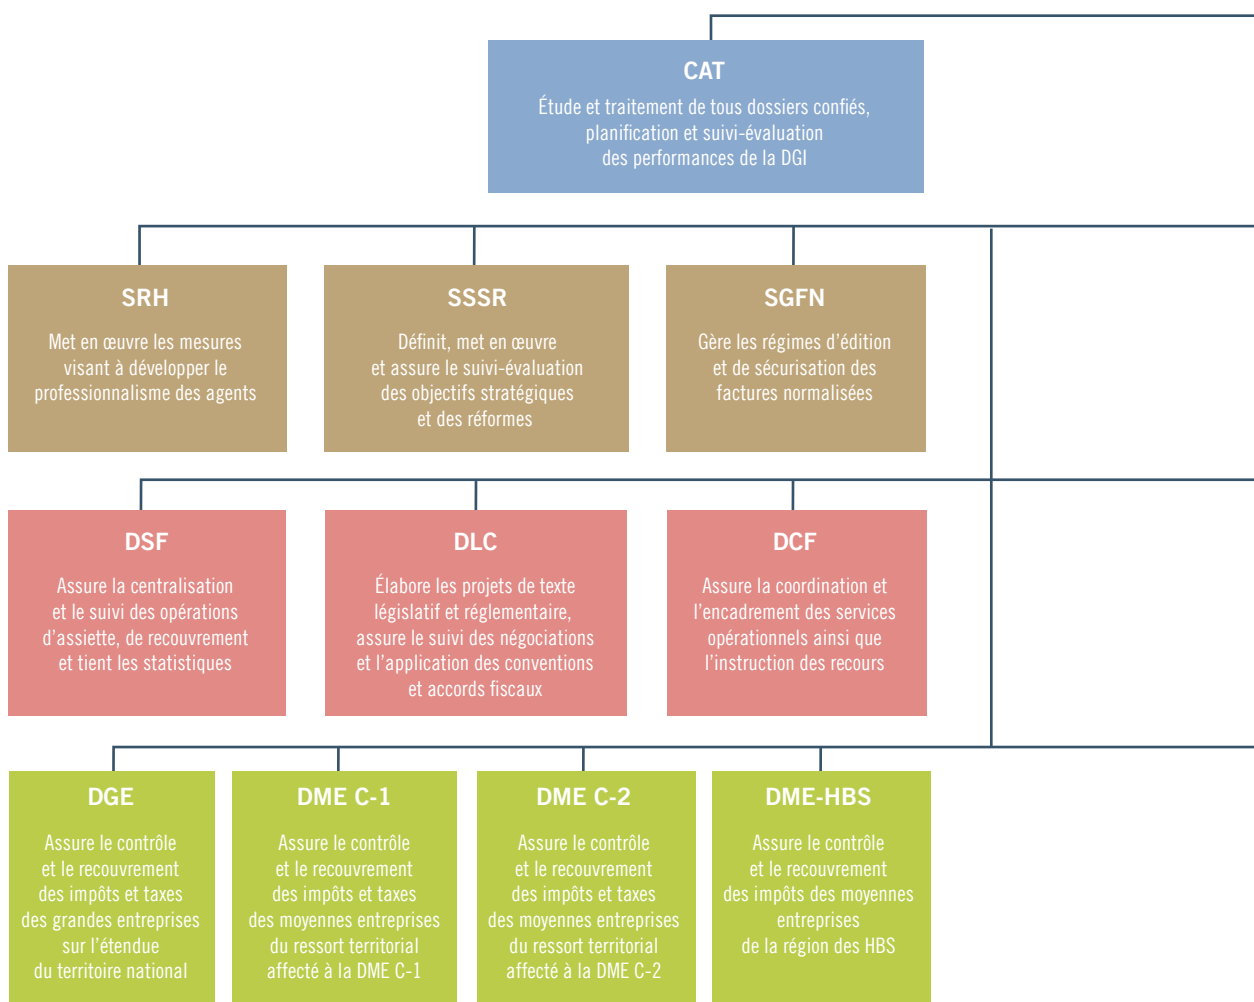 CAT
Étude et traitement de tous dossiers confiés,
planification et suivi-évaluation
des performances de la DGI
SRH
Met en œuvre les mesures
visant à développer le
professionnalisme des agents
SSSR
Définit, met en œuvre
et assure le suivi-évaluation
des objectifs stratégiques
et des réformes
SGFN
Gère les régimes d’édition
et de sécurisation des
factures normalisées
DSF
Assure la centralisation
et le suivi des opérations
d’assiette, de recouvrement
et tient les statistiques
DLC
Élabore les projets de texte
législatif et réglementaire,
assure le suivi des négociations
et l’application des conventions
et accords fiscaux
DCF
Assure la coordination et
l’encadrement des services
opérationnels ainsi que
l’instruction des recours
DGE
Assure le contrôle
et le recouvrement
des impôts et taxes
des grandes entreprises
sur l’étendue
du territoire national
DME C-1
Assure le contrôle
et le recouvrement
des impôts et taxes
des moyennes entreprises
du ressort territorial
affecté à la DME C-1
DME C-2
Assure le contrôle
et le recouvrement
des impôts et taxes
des moyennes entreprises
du ressort territorial
affecté à la DME C-2
DME-HBS
Assure le contrôle
et le recouvrement
des impôts des moyennes
entreprises
de la région des HBS